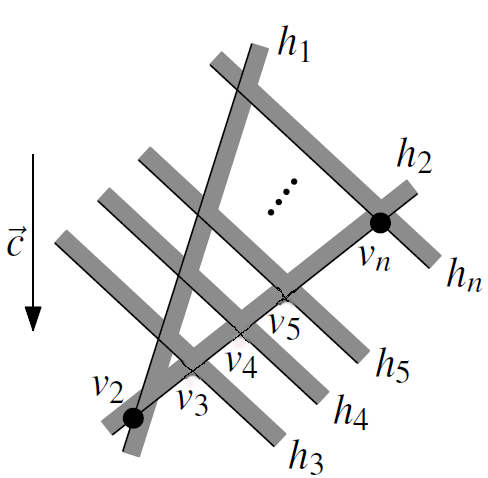 h₁
h₂
c⃗
vₙ
hₙ
v₅
v₄
h₅
v₂
v₃
h₄
h₃